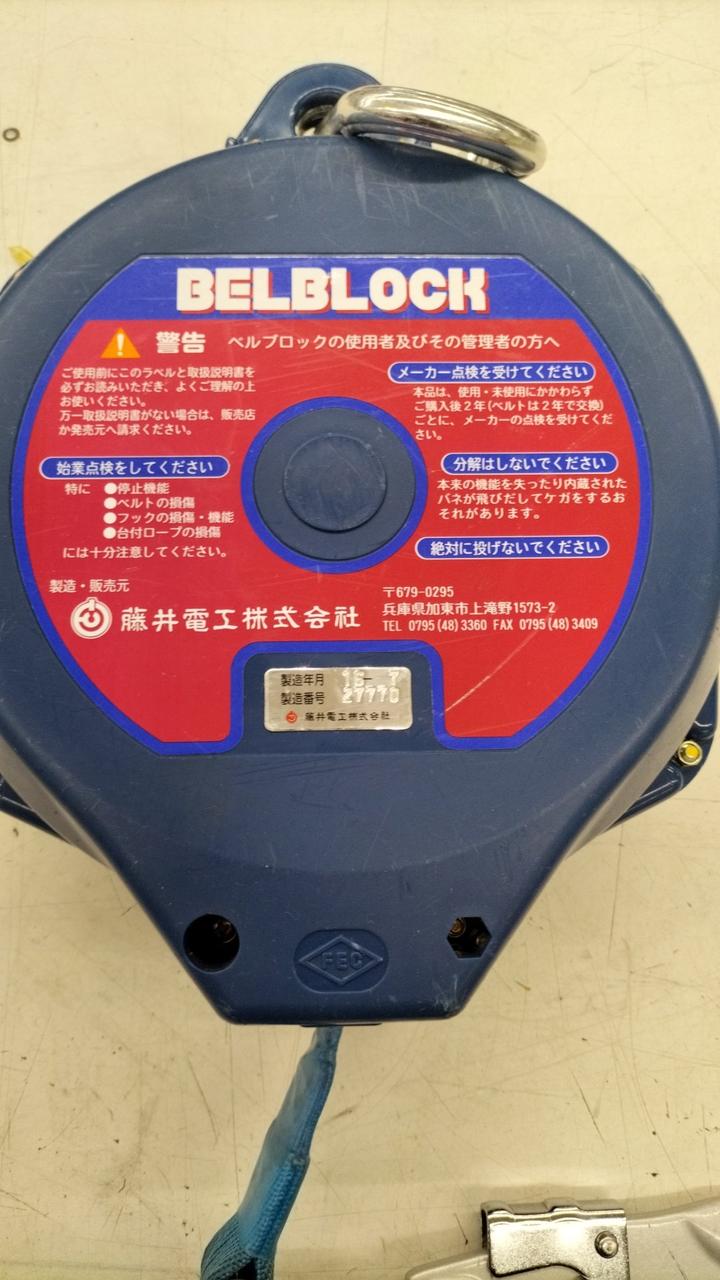 BELBLOCK
警告 ベルブロックの使用者及びその管理者の方へ
ご使用前にこのラベルと取扱説明書を
必ずお読みいただき、よくご理解の上
お使いください。
万一取扱説明書がない場合は、販売店
か発売元へ請求ください。
始業点検をしてください
特に ●停止機能
●ベルトの損傷
●フックの損傷・機能
●台付ロープの損傷
には十分注意してください。
メーカー点検を受けてください
本品は、使用・未使用にかかわらず
ご購入後2年(ベルトは2年で交換)
ごとに、メーカーの点検を受けてくだ
さい。
分解はしないでください
本来の機能を失ったり内蔵された
バネが飛びだしてケガをするお
それがあります。
絶対に投げないでください
製造・販売元
藤井電工株式会社
〒679-0295
兵庫県加東市上滝野1573-2
TEL 0795(48)3360 FAX 0795(48)3409
製造年月 16- 7
製造番号 27770
藤井電工株式会社
FEC